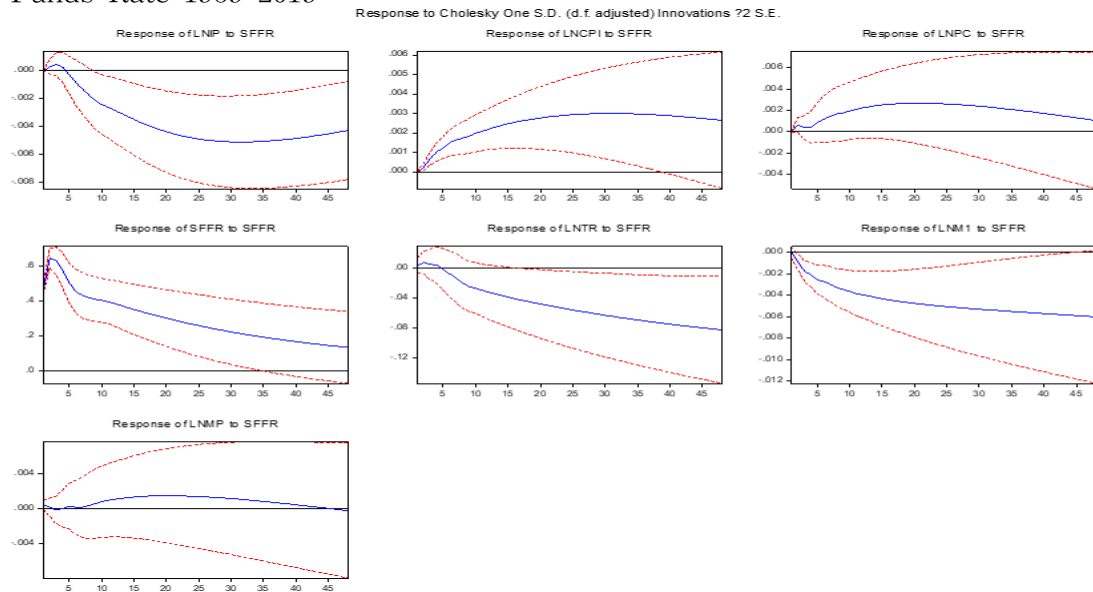 Funds Rate
Response to Cholesky One S.D. (d.f. adjusted) Innovations ?2 S.E.
Response of LNIP to SFFR
.000
-.002
-.004
-.006
-.008
5 10 15 20 25 30 35 40 45
Response of LNCPI to SFFR
.006
.005
.004
.003
.002
.001
.000
5 10 15 20 25 30 35 40 45
Response of LNPC to SFFR
.006
.004
.002
.000
-.002
-.004
5 10 15 20 25 30 35 40 45
Response of SFFR to SFFR
.6
.4
.2
.0
5 10 15 20 25 30 35 40 45
Response of LNTR to SFFR
.00
-.04
-.08
-.12
5 10 15 20 25 30 35 40 45
Response of LNM1 to SFFR
.000
-.002
-.004
-.006
-.008
-.010
-.012
5 10 15 20 25 30 35 40 45
Response of LNMP to SFFR
.004
.000
-.004
5 10 15 20 25 30 35 40 45